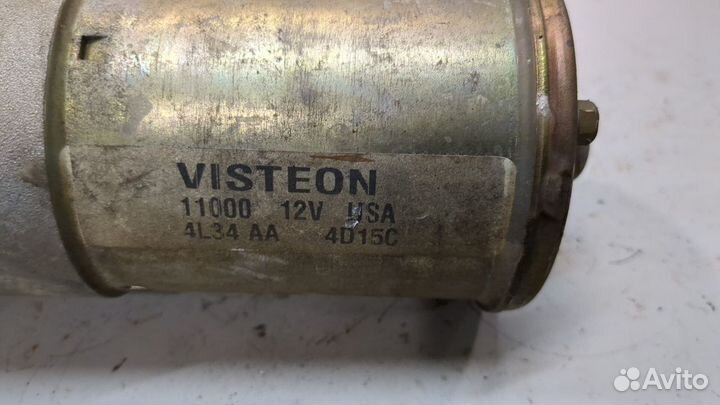 VISTEON
11000 12V USA
4L34 AA 4D15C
Avito